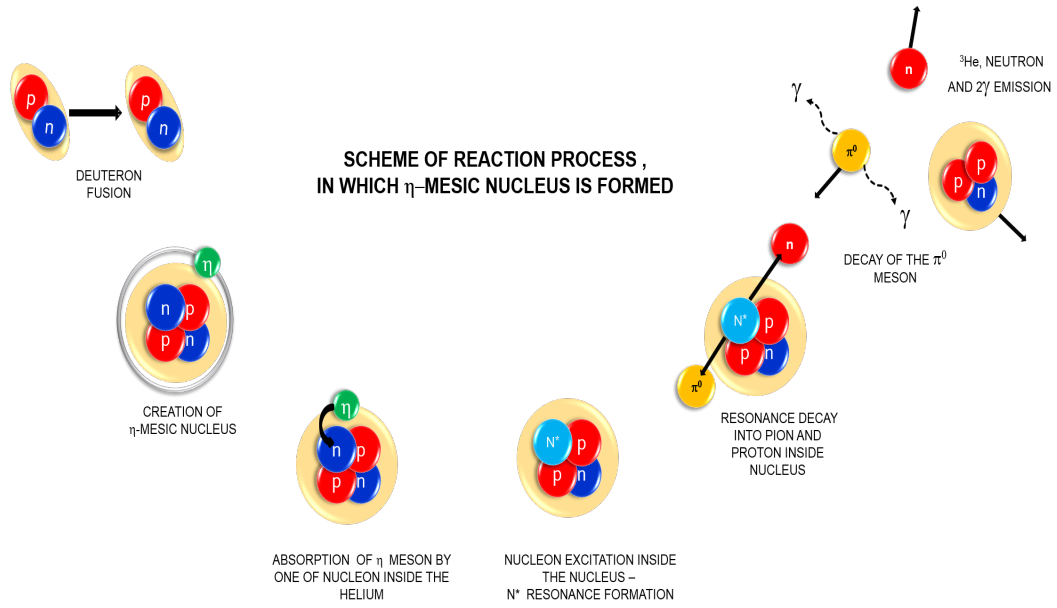 SCHEME OF REACTION PROCESS ,
IN WHICH η–MESIC NUCLEUS IS FORMED
p
n
p
n
DEUTERON
FUSION
η
n
p
p
n
CREATION OF
η-MESIC NUCLEUS
η
n
p
p
n
ABSORPTION OF η MESON BY
ONE OF NUCLEON INSIDE THE
HELIUM
N*
p
p
n
NUCLEON EXCITATION INSIDE
THE NUCLEUS –
N* RESONANCE FORMATION
n
N*
p
p
n
π⁰
RESONANCE DECAY
INTO PION AND
PROTON INSIDE
NUCLEUS
γ
π⁰
γ
DECAY OF THE π⁰
MESON
n
³He, NEUTRON
AND 2γ EMISSION
p
p
n